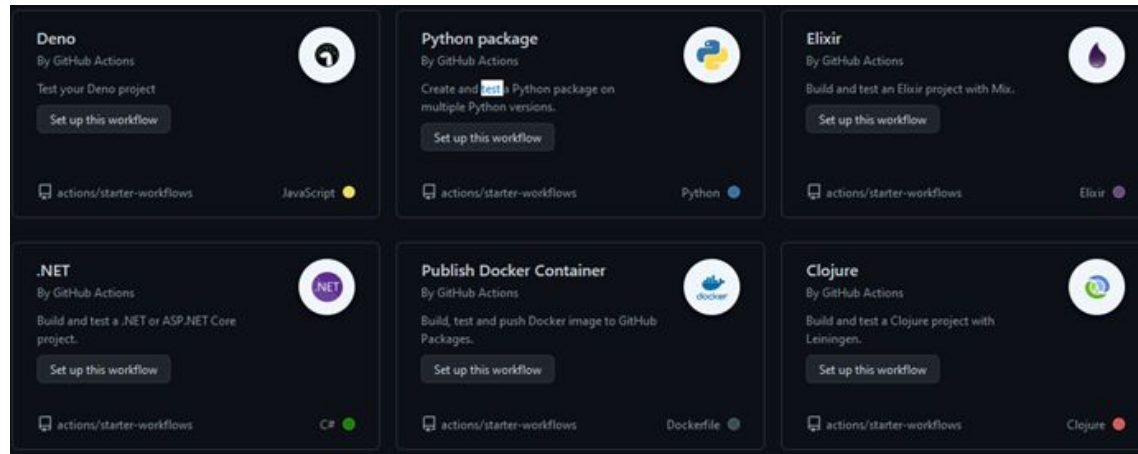 Deno
By GitHub Actions
Test your Deno project
Set up this workflow
actions/starter-workflows
JavaScript
Python package
By GitHub Actions
Create and test a Python package on
multiple Python versions.
Set up this workflow
actions/starter-workflows
Python
Elixir
By GitHub Actions
Build and test an Elixir project with Mix.
Set up this workflow
actions/starter-workflows
Elixir
.NET
By GitHub Actions
.NET
Build and test a .NET or ASP.NET Core
project.
Set up this workflow
actions/starter-workflows
C#
Publish Docker Container
By GitHub Actions
docker
Build, test and push Docker image to GitHub
Packages.
Set up this workflow
actions/starter-workflows
Dockerfile
Clojure
By GitHub Actions
Build and test a Clojure project with
Leiningen.
Set up this workflow
actions/starter-workflows
Clojure